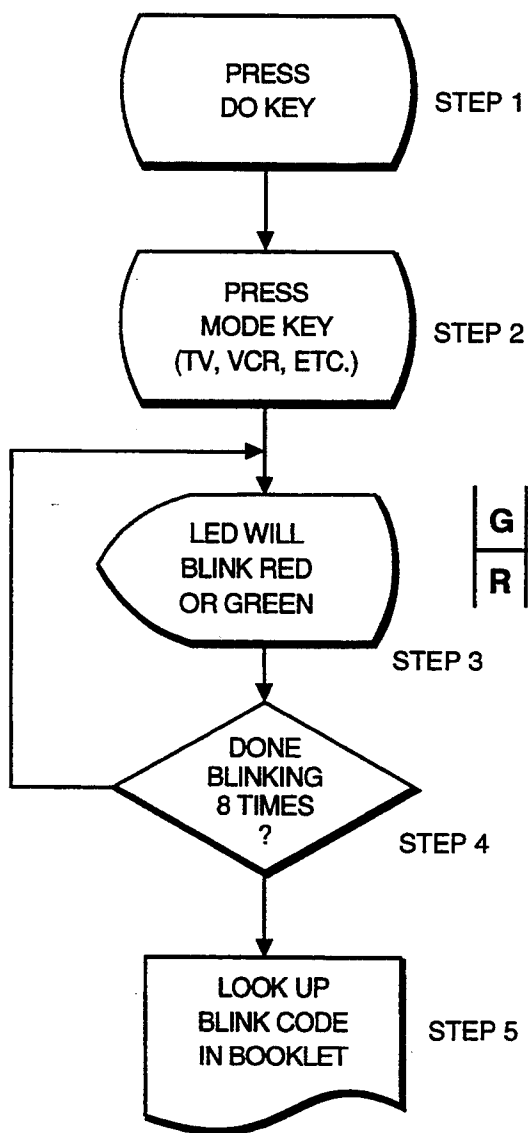 PRESS
DO KEY
STEP 1
PRESS
MODE KEY
(TV, VCR, ETC.)
STEP 2
LED WILL
BLINK RED
OR GREEN
G
R
STEP 3
DONE
BLINKING
8 TIMES
?
STEP 4
LOOK UP
BLINK CODE
IN BOOKLET
STEP 5